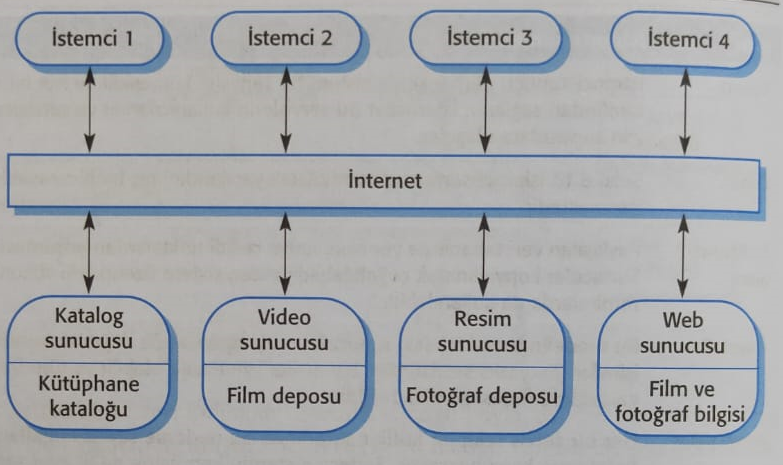 İstemci 1
İstemci 2
İstemci 3
İstemci 4
İnternet
Katalog
sunucusu
Kütüphane
kataloğu
Video
sunucusu
Film deposu
Resim
sunucusu
Fotoğraf deposu
Web
sunucusu
Film ve
fotoğraf bilgisi